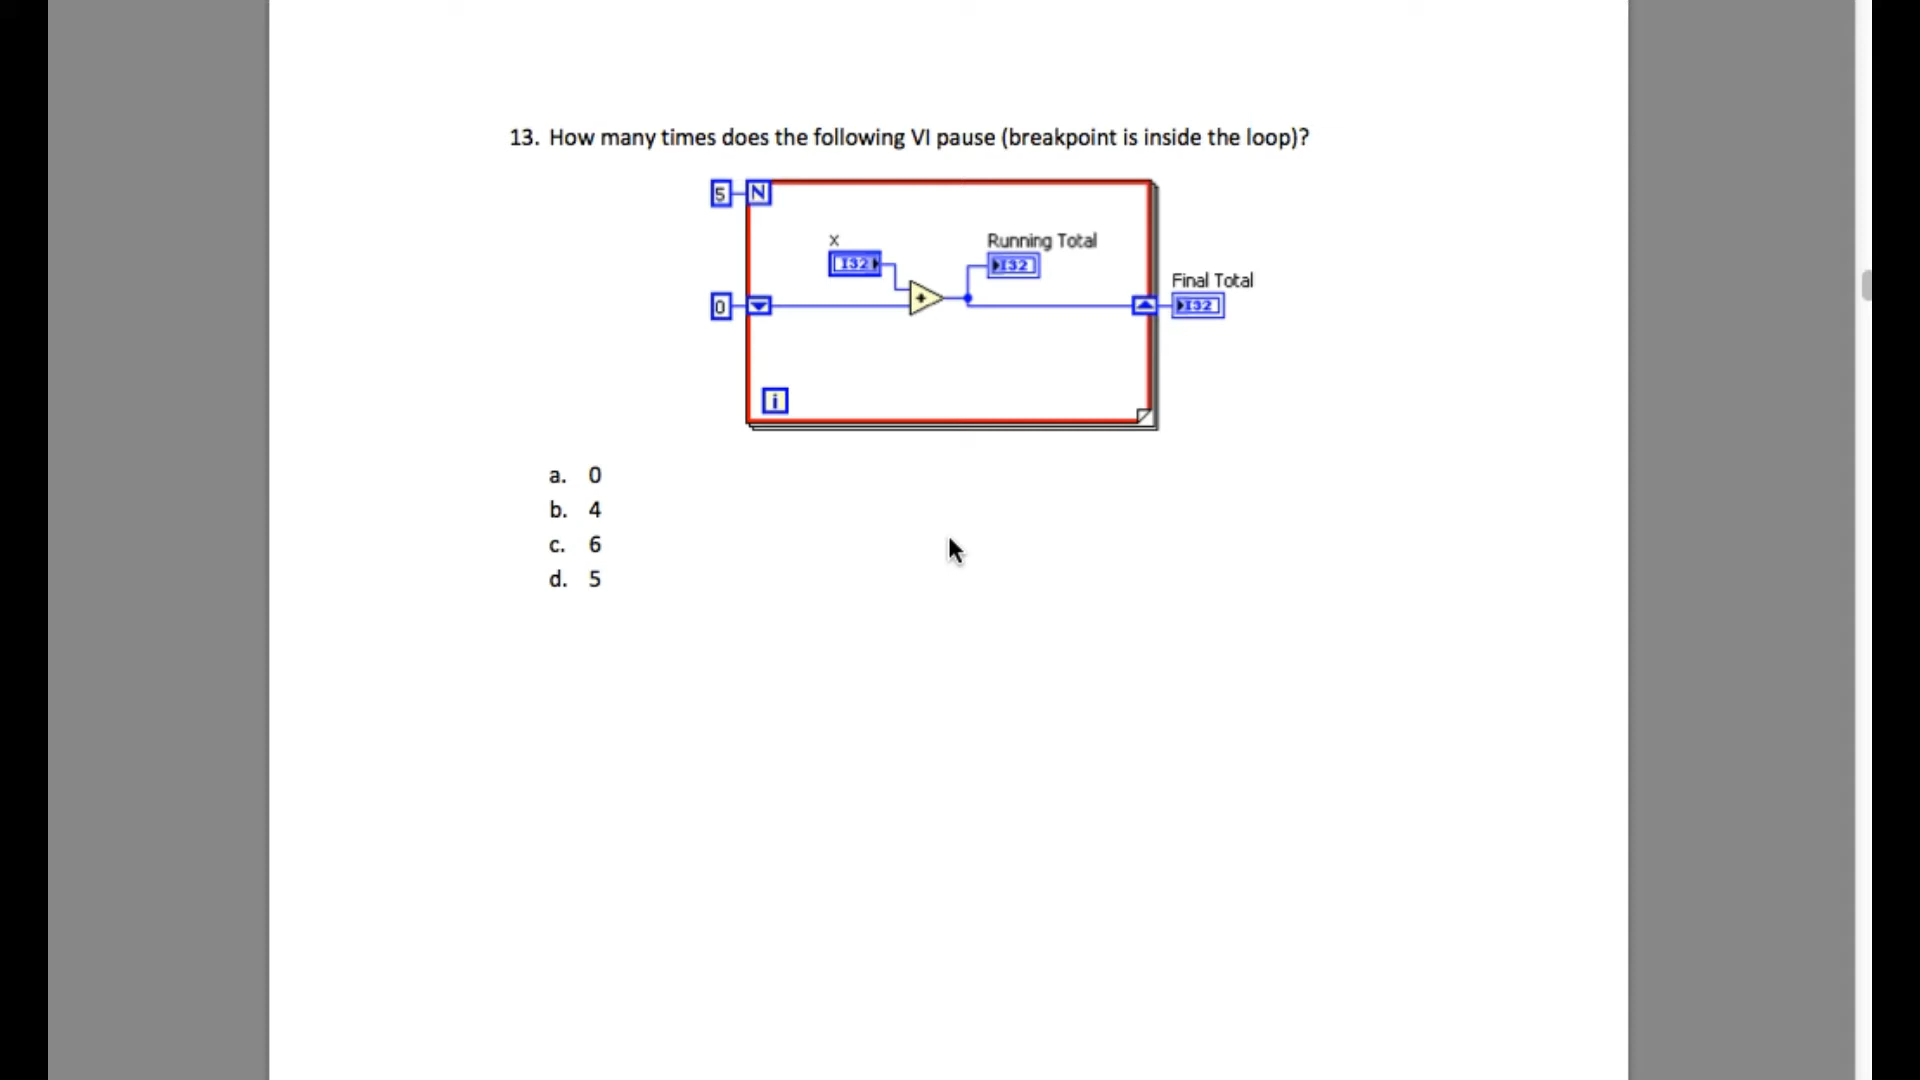 13. How many times does the following VI pause (breakpoint is inside the loop)?
5 N
X
Running Total
I32
I32
Final Total
0
I32
i
a. 0
b. 4
c. 6
d. 5